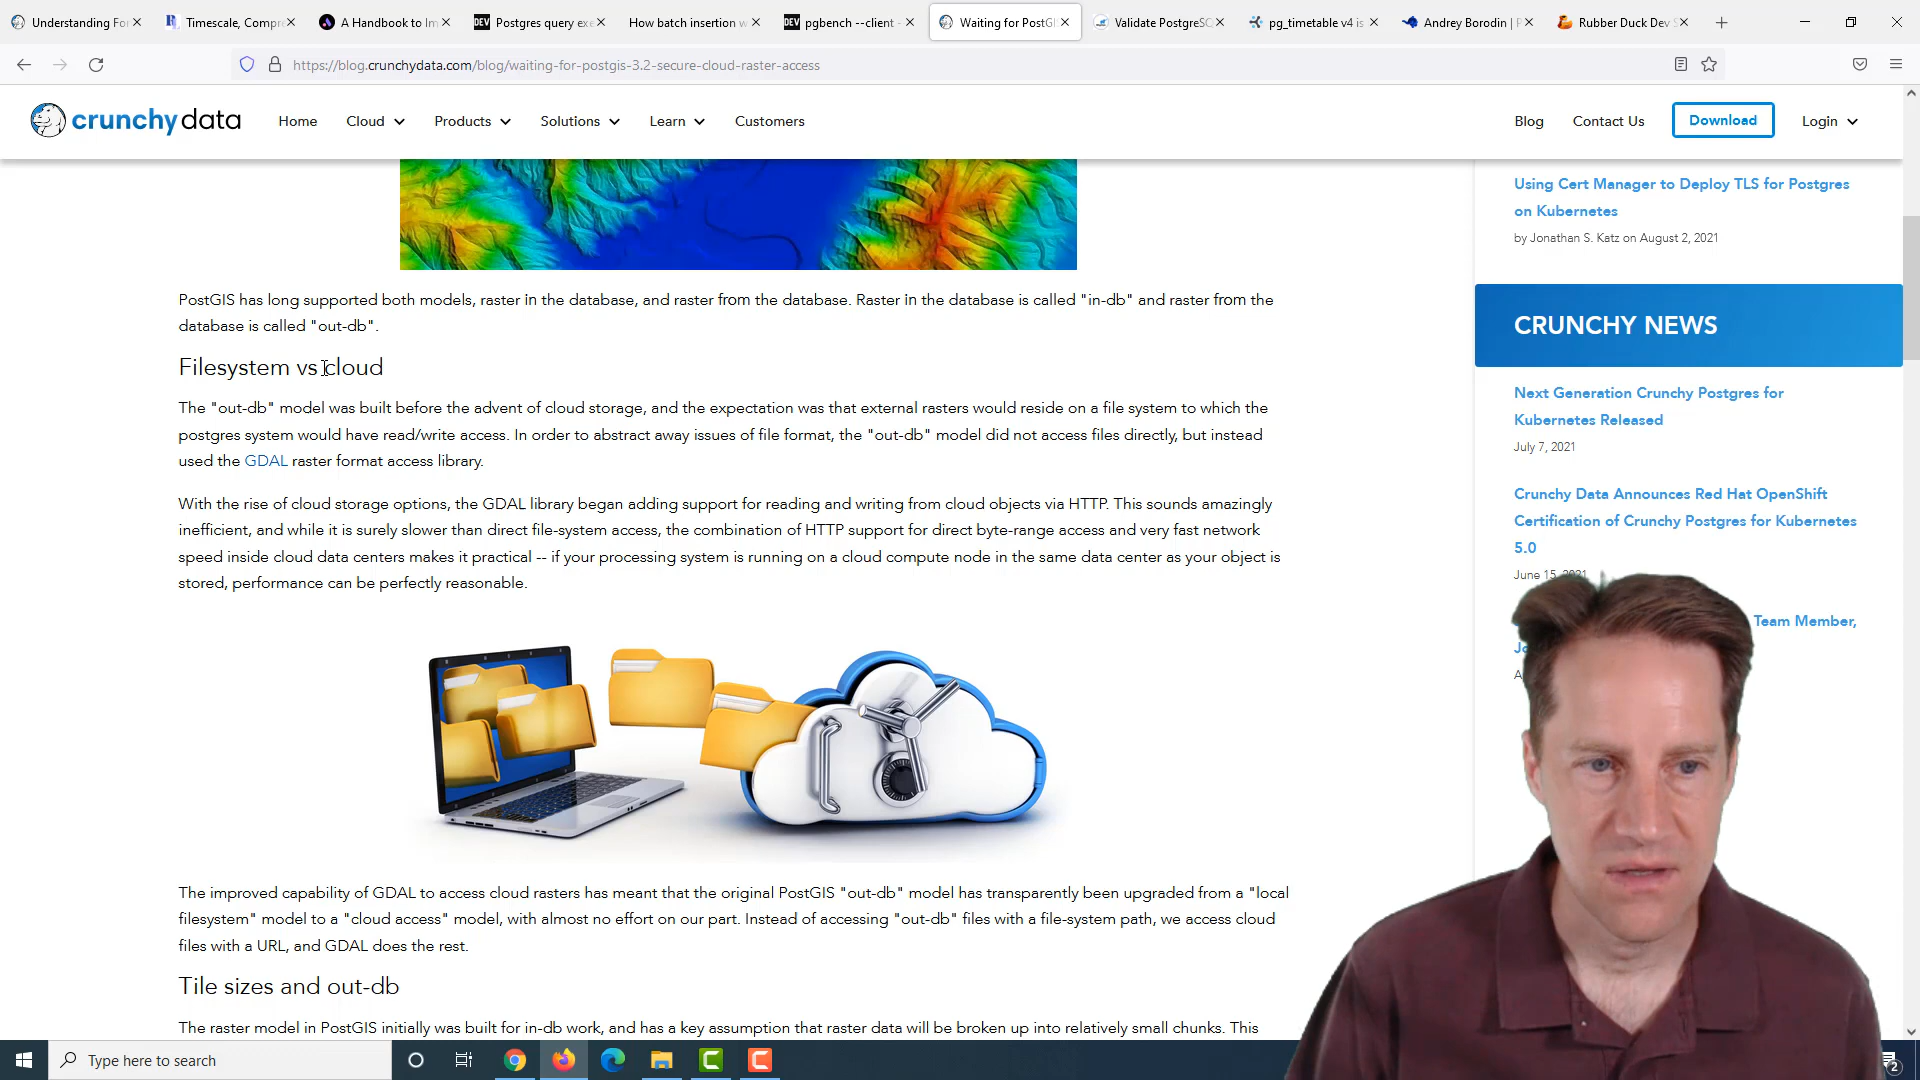 Understanding Fo
Timescale, Compre
A Handbook to Im
DEV Postgres query exe
How batch insertion w
DEV pgbench --client -
Waiting for PostGI
Validate PostgreSQ
pg_timetable v4 is
Andrey Borodin | P
Rubber Duck Dev S
https://blog.crunchydata.com/blog/waiting-for-postgis-3.2-secure-cloud-raster-access
crunchydata
Home
Cloud
Products
Solutions
Learn
Customers
Blog
Contact Us
Download
Login
PostGIS has long supported both models, raster in the database, and raster from the database. Raster in the database is called "in-db" and raster from the
database is called "out-db".
Filesystem vs cloud
The "out-db" model was built before the advent of cloud storage, and the expectation was that external rasters would reside on a file system to which the
postgres system would have read/write access. In order to abstract away issues of file format, the "out-db" model did not access files directly, but instead
used the GDAL raster format access library.
With the rise of cloud storage options, the GDAL library began adding support for reading and writing from cloud objects via HTTP. This sounds amazingly
inefficient, and while it is surely slower than direct file-system access, the combination of HTTP support for direct byte-range access and very fast network
speed inside cloud data centers makes it practical -- if your processing system is running on a cloud compute node in the same data center as your object is
stored, performance can be perfectly reasonable.
The improved capability of GDAL to access cloud rasters has meant that the original PostGIS "out-db" model has transparently been upgraded from a "local
filesystem" model to a "cloud access" model, with almost no effort on our part. Instead of accessing "out-db" files with a file-system path, we access cloud
files with a URL, and GDAL does the rest.
Tile sizes and out-db
The raster model in PostGIS initially was built for in-db work, and has a key assumption that raster data will be broken up into relatively small chunks. This
Using Cert Manager to Deploy TLS for Postgres
on Kubernetes
by Jonathan S. Katz on August 2, 2021
CRUNCHY NEWS
Next Generation Crunchy Postgres for
Kubernetes Released
July 7, 2021
Crunchy Data Announces Red Hat OpenShift
Certification of Crunchy Postgres for Kubernetes
5.0
June 15, 2021
Team Member,
Type here to search
2